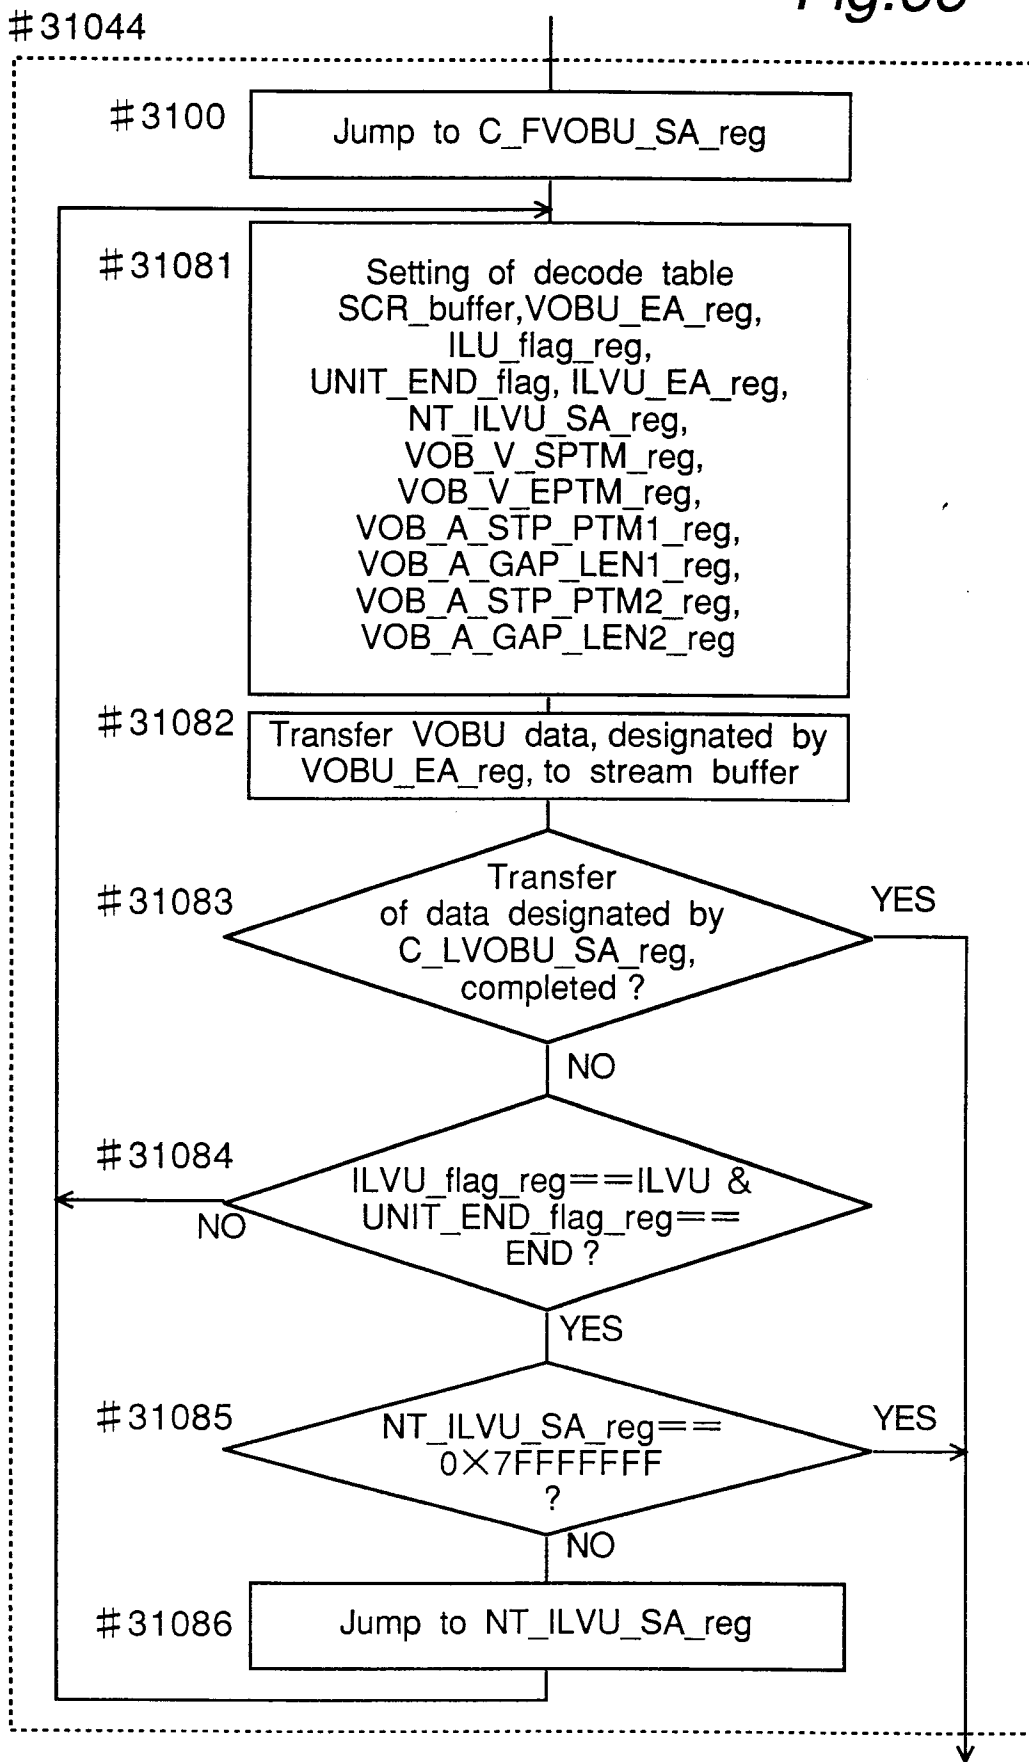 #31044
#3100
Jump to C_FVOBU_SA_reg
#31081
Setting of decode table
SCR_buffer,VOBU_EA_reg,
ILU_flag_reg,
UNIT_END_flag, ILVU_EA_reg,
NT_ILVU_SA_reg,
VOB_V_SPTM_reg,
VOB_V_EPTM_reg,
VOB_A_STP_PTM1_reg,
VOB_A_GAP_LEN1_reg,
VOB_A_STP_PTM2_reg,
VOB_A_GAP_LEN2_reg
#31082
Transfer VOBU data, designated by
VOBU_EA_reg, to stream buffer
#31083
Transfer
of data designated by
C_LVOBU_SA_reg,
completed ?
YES
NO
#31084
ILVU_flag_reg==ILVU &
UNIT_END_flag_reg==
END ?
NO
YES
#31085
NT_ILVU_SA_reg==
0X7FFFFFFF
?
YES
NO
#31086
Jump to NT_ILVU_SA_reg